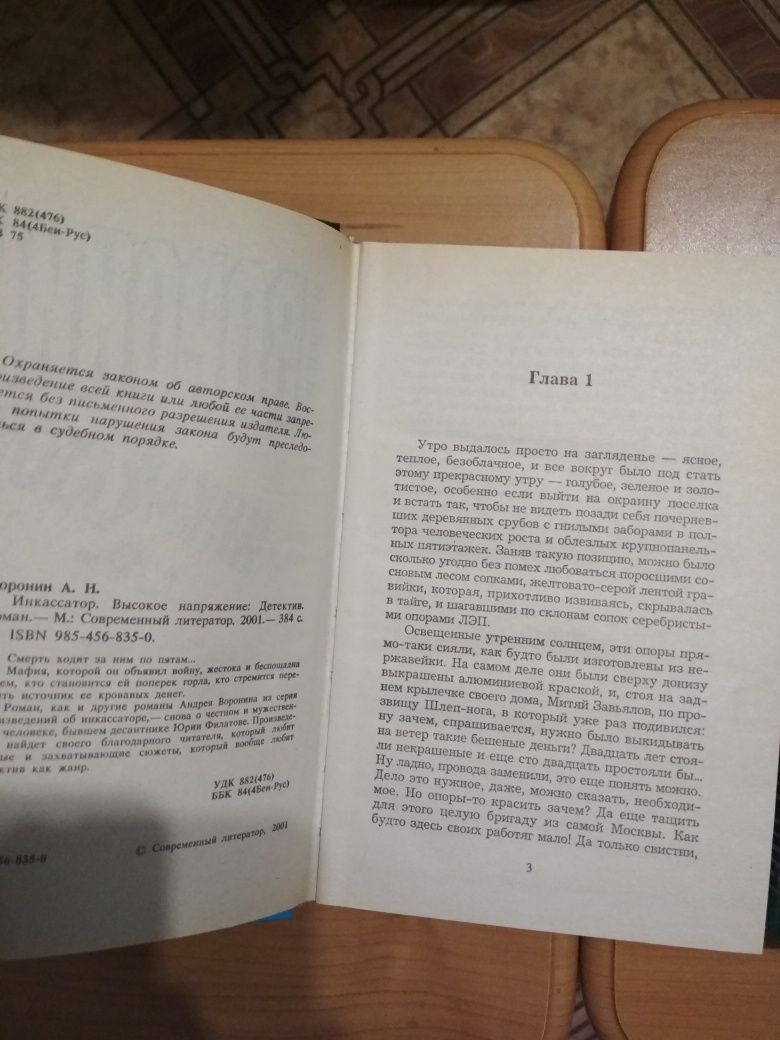 К 882(476)
К 84(4Беи-Рус)
75
Охраняется законом об авторском праве. Вос-
оизведение всей книги или любой ее части запре-
ется без письменного разрешения издателя. Лю-
попытки нарушения закона будут преследо-
ься в судебном порядке.
оронин А. Н.
Инкассатор. Высокое напряжение: Детектив.
оман.— М.: Современный литератор, 2001.— 384 с.
ISBN 985-456-835-0.
Смерть ходит за ним по пятам...
Мафия, которой он объявил войну, жестока и беспощадна
ем, кто становится ей поперек горла, кто стремится пере-
ть источник ее кровавых денег.
Роман, как и другие романы Андрея Воронина из серии
изведений об инкассаторе,— снова о честном и мужествен-
человеке, бывшем десантнике Юрии Филатове. Произведе-
найдет своего благодарного читателя, который любит
ые и захватывающие сюжеты, который вообще любит
ктив как жанр.
УДК 882(476)
ББК 84(4Беи-Рус)
56-835-0
© Современный литератор, 2001
Глава 1
Утро выдалось просто на загляденье — ясное,
теплое, безоблачное, и все вокруг было под стать
этому прекрасному утру — голубое, зеленое и золо-
тистое, особенно если выйти на окраину поселка
и встать так, чтобы не видеть позади себя почернев-
ших деревянных срубов с гнилыми заборами в пол-
тора человеческих роста и облезлых крупнопанель-
ных пятиэтажек. Заняв такую позицию, можно было
сколько угодно без помех любоваться поросшими со-
сновым лесом сопками, желтовато-серой лентой гра-
вийки, которая, прихотливо извиваясь, скрывалась
в тайге, и шагавшими по склонам сопок серебристы-
ми опорами ЛЭП.
Освещенные утренним солнцем, эти опоры пря-
мо-таки сияли, как будто были изготовлены из не-
ржавейки. На самом деле они были сверху донизу
выкрашены алюминиевой краской, и, стоя на зад-
нем крылечке своего дома, Митяй Завьялов, по про-
звищу Шлеп-нога, в который уже раз подивился:
ну зачем, спрашивается, нужно было выкидывать
на ветер такие бешеные деньги? Двадцать лет стоя-
ли некрашеные и еще сто двадцать простояли бы...
Ну ладно, провода заменили, это еще понять можно.
Дело это нужное, даже, можно сказать, необходи-
мое. Но опоры-то красить зачем? Да еще тащить
для этого целую бригаду из самой Москвы. Как
будто здесь своих работяг мало! Да только свистни,
3